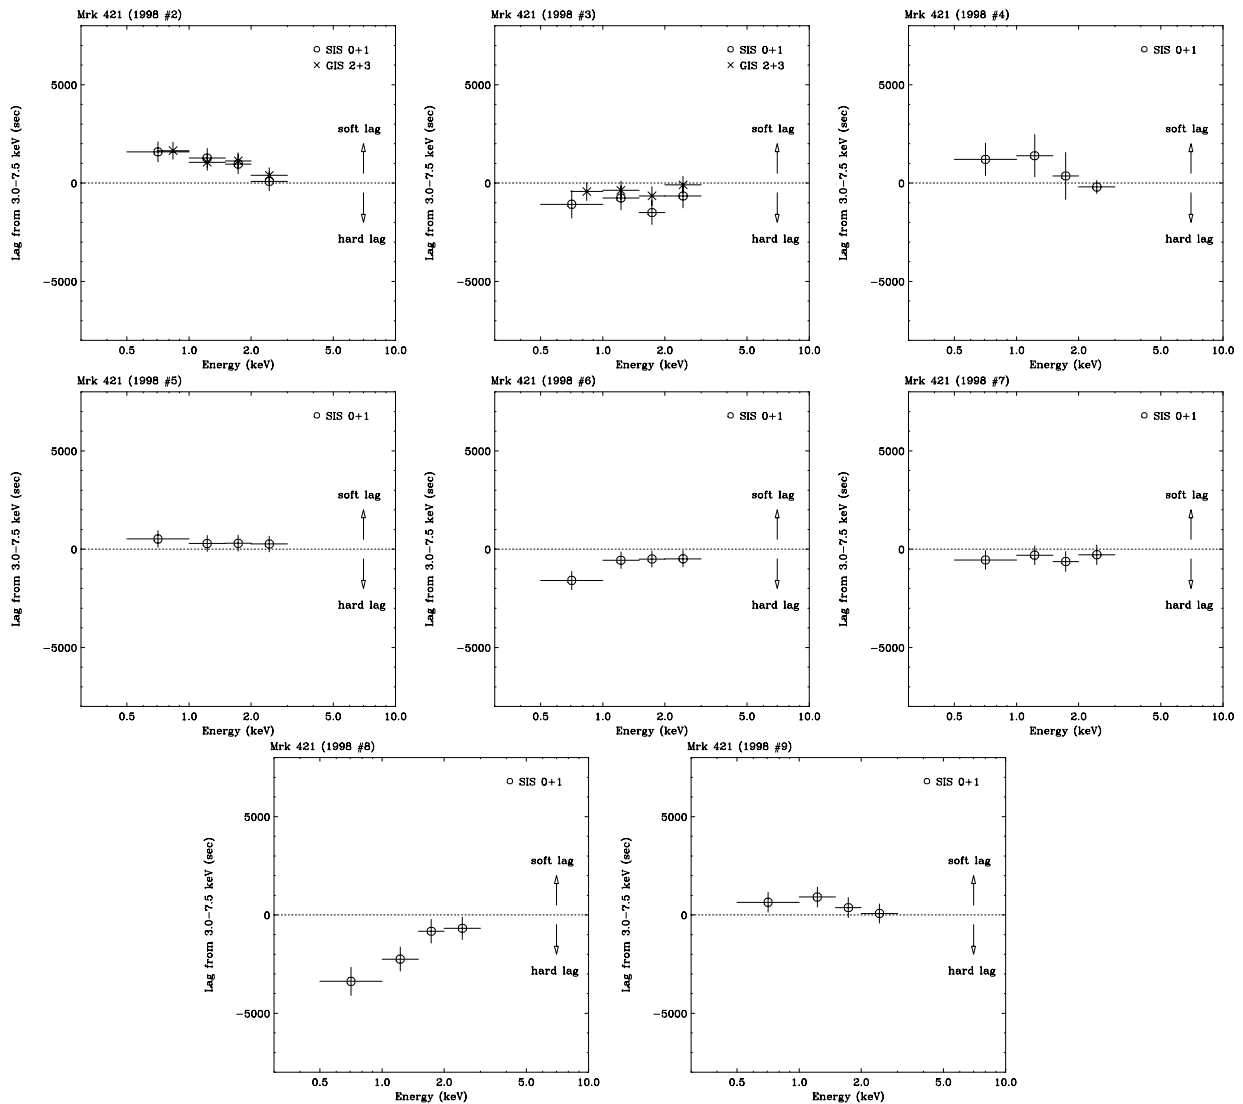 Mrk 421 (1998 #2)
SIS 0+1
GIS 2+3
5000
0
−5000
soft lag
hard lag
Lag from 3.0−7.5 keV (sec)
0.5 1.0 2.0 5.0 10.0
Energy (keV)
Mrk 421 (1998 #3)
SIS 0+1
GIS 2+3
5000
0
−5000
soft lag
hard lag
Lag from 3.0−7.5 keV (sec)
0.5 1.0 2.0 5.0 10.0
Energy (keV)
Mrk 421 (1998 #4)
SIS 0+1
5000
0
−5000
soft lag
hard lag
Lag from 3.0−7.5 keV (sec)
0.5 1.0 2.0 5.0 10.0
Energy (keV)
Mrk 421 (1998 #5)
SIS 0+1
5000
0
−5000
soft lag
hard lag
Lag from 3.0−7.5 keV (sec)
0.5 1.0 2.0 5.0 10.0
Energy (keV)
Mrk 421 (1998 #6)
SIS 0+1
5000
0
−5000
soft lag
hard lag
Lag from 3.0−7.5 keV (sec)
0.5 1.0 2.0 5.0 10.0
Energy (keV)
Mrk 421 (1998 #7)
SIS 0+1
5000
0
−5000
soft lag
hard lag
Lag from 3.0−7.5 keV (sec)
0.5 1.0 2.0 5.0 10.0
Energy (keV)
Mrk 421 (1998 #8)
SIS 0+1
5000
0
−5000
soft lag
hard lag
Lag from 3.0−7.5 keV (sec)
0.5 1.0 2.0 5.0 10.0
Energy (keV)
Mrk 421 (1998 #9)
SIS 0+1
5000
0
−5000
soft lag
hard lag
Lag from 3.0−7.5 keV (sec)
0.5 1.0 2.0 5.0 10.0
Energy (keV)